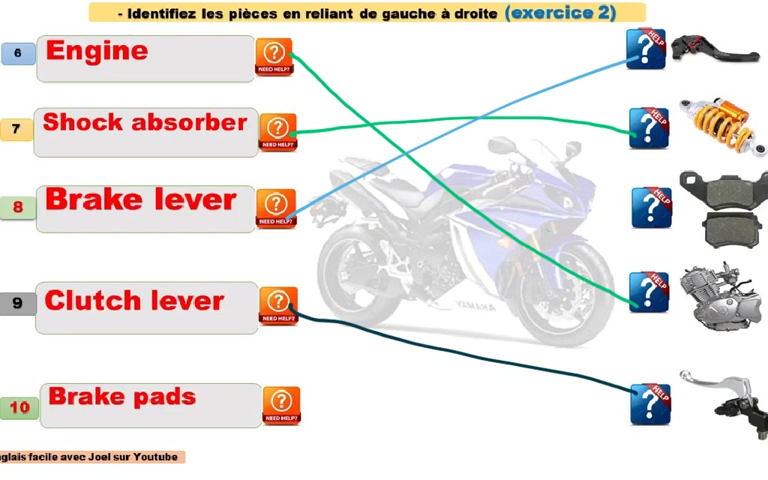 - Identifiez les pièces en reliant de gauche à droite (exercice 2)
6 Engine ? NEED HELP? ? HELP
7 Shock absorber ? NEED HELP? ? HELP
8 Brake lever ? NEED HELP? ? HELP
YAMAHA
9 Clutch lever ? NEED HELP? ? HELP
10 Brake pads ? NEED HELP? ? HELP
nglais facile avec Joel sur Youtube